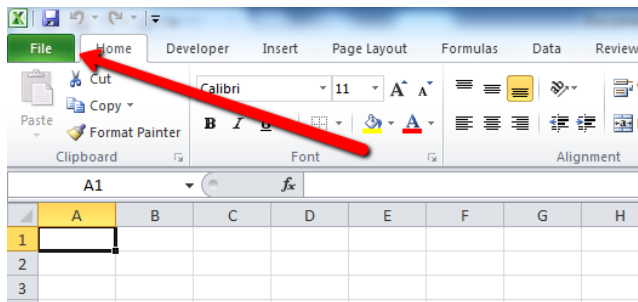 File Home Developer Insert Page Layout Formulas Data Review
Cut
Calibri 11 A A
Copy
Paste
Format Painter
B I U A
Clipboard Font Alignment
A1 fx
A B C D E F G H
1
2
3